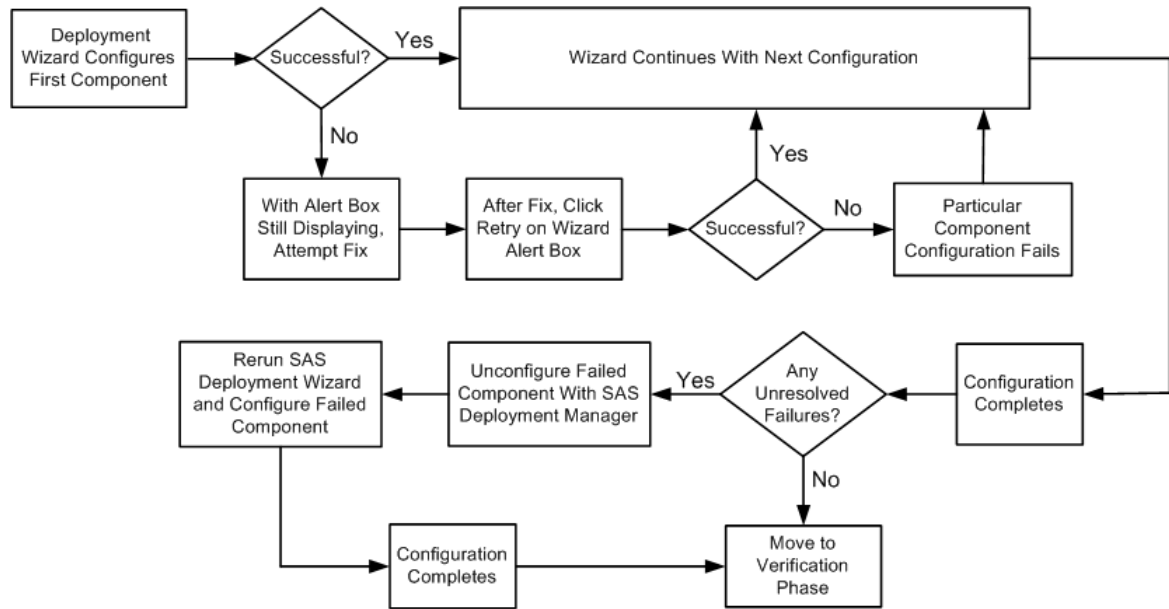 Deployment
Wizard Configures
First Component
Successful?
Yes
Wizard Continues With Next Configuration
No
Yes
With Alert Box
Still Displaying,
Attempt Fix
After Fix, Click
Retry on Wizard
Alert Box
Successful?
No
Particular
Component
Configuration Fails
Rerun SAS
Deployment Wizard
and Configure Failed
Component
Unconfigure Failed
Component With SAS
Deployment Manager
Yes
Any
Unresolved
Failures?
Configuration
Completes
No
Configuration
Completes
Move to
Verification
Phase